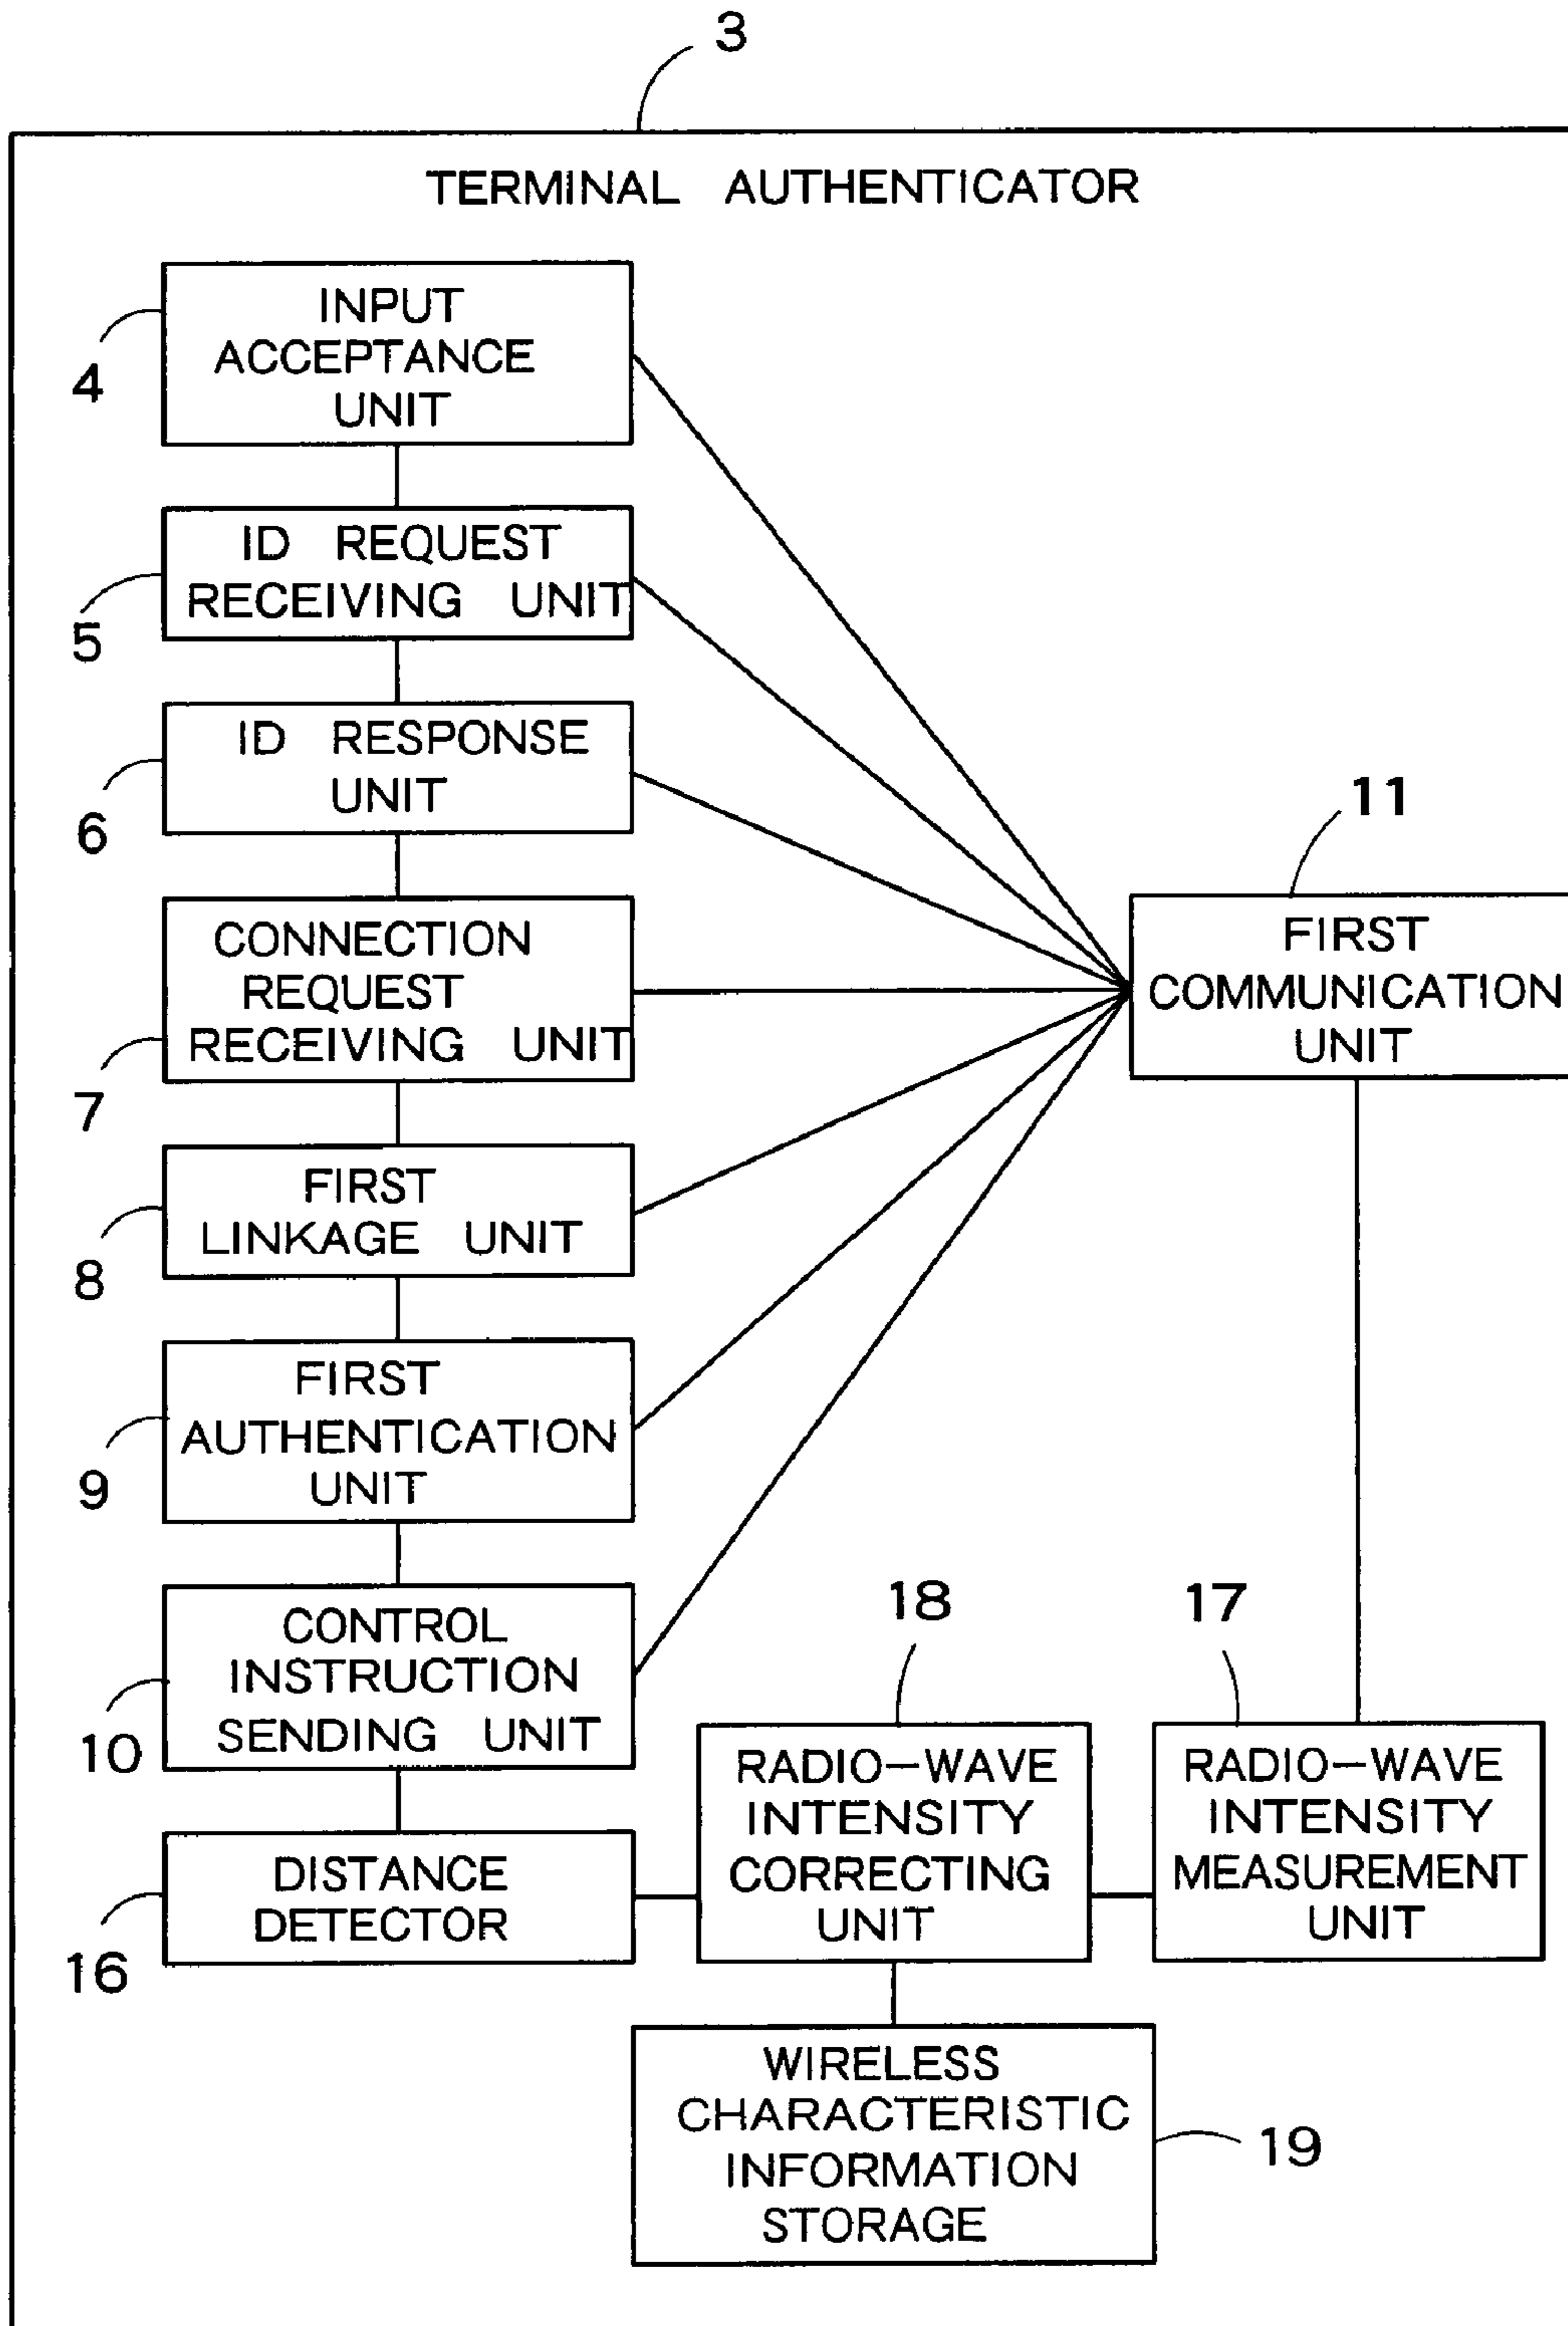 3
TERMINAL AUTHENTICATOR
INPUT
ACCEPTANCE
UNIT
4
ID REQUEST
RECEIVING UNIT
5
ID RESPONSE
UNIT
6
CONNECTION
REQUEST
RECEIVING UNIT
7
FIRST
LINKAGE UNIT
8
FIRST
AUTHENTICATION
UNIT
9
CONTROL
INSTRUCTION
SENDING UNIT
10
DISTANCE
DETECTOR
16
11
FIRST
COMMUNICATION
UNIT
18
RADIO-WAVE
INTENSITY
CORRECTING
UNIT
17
RADIO-WAVE
INTENSITY
MEASUREMENT
UNIT
WIRELESS
CHARACTERISTIC
INFORMATION
STORAGE
19